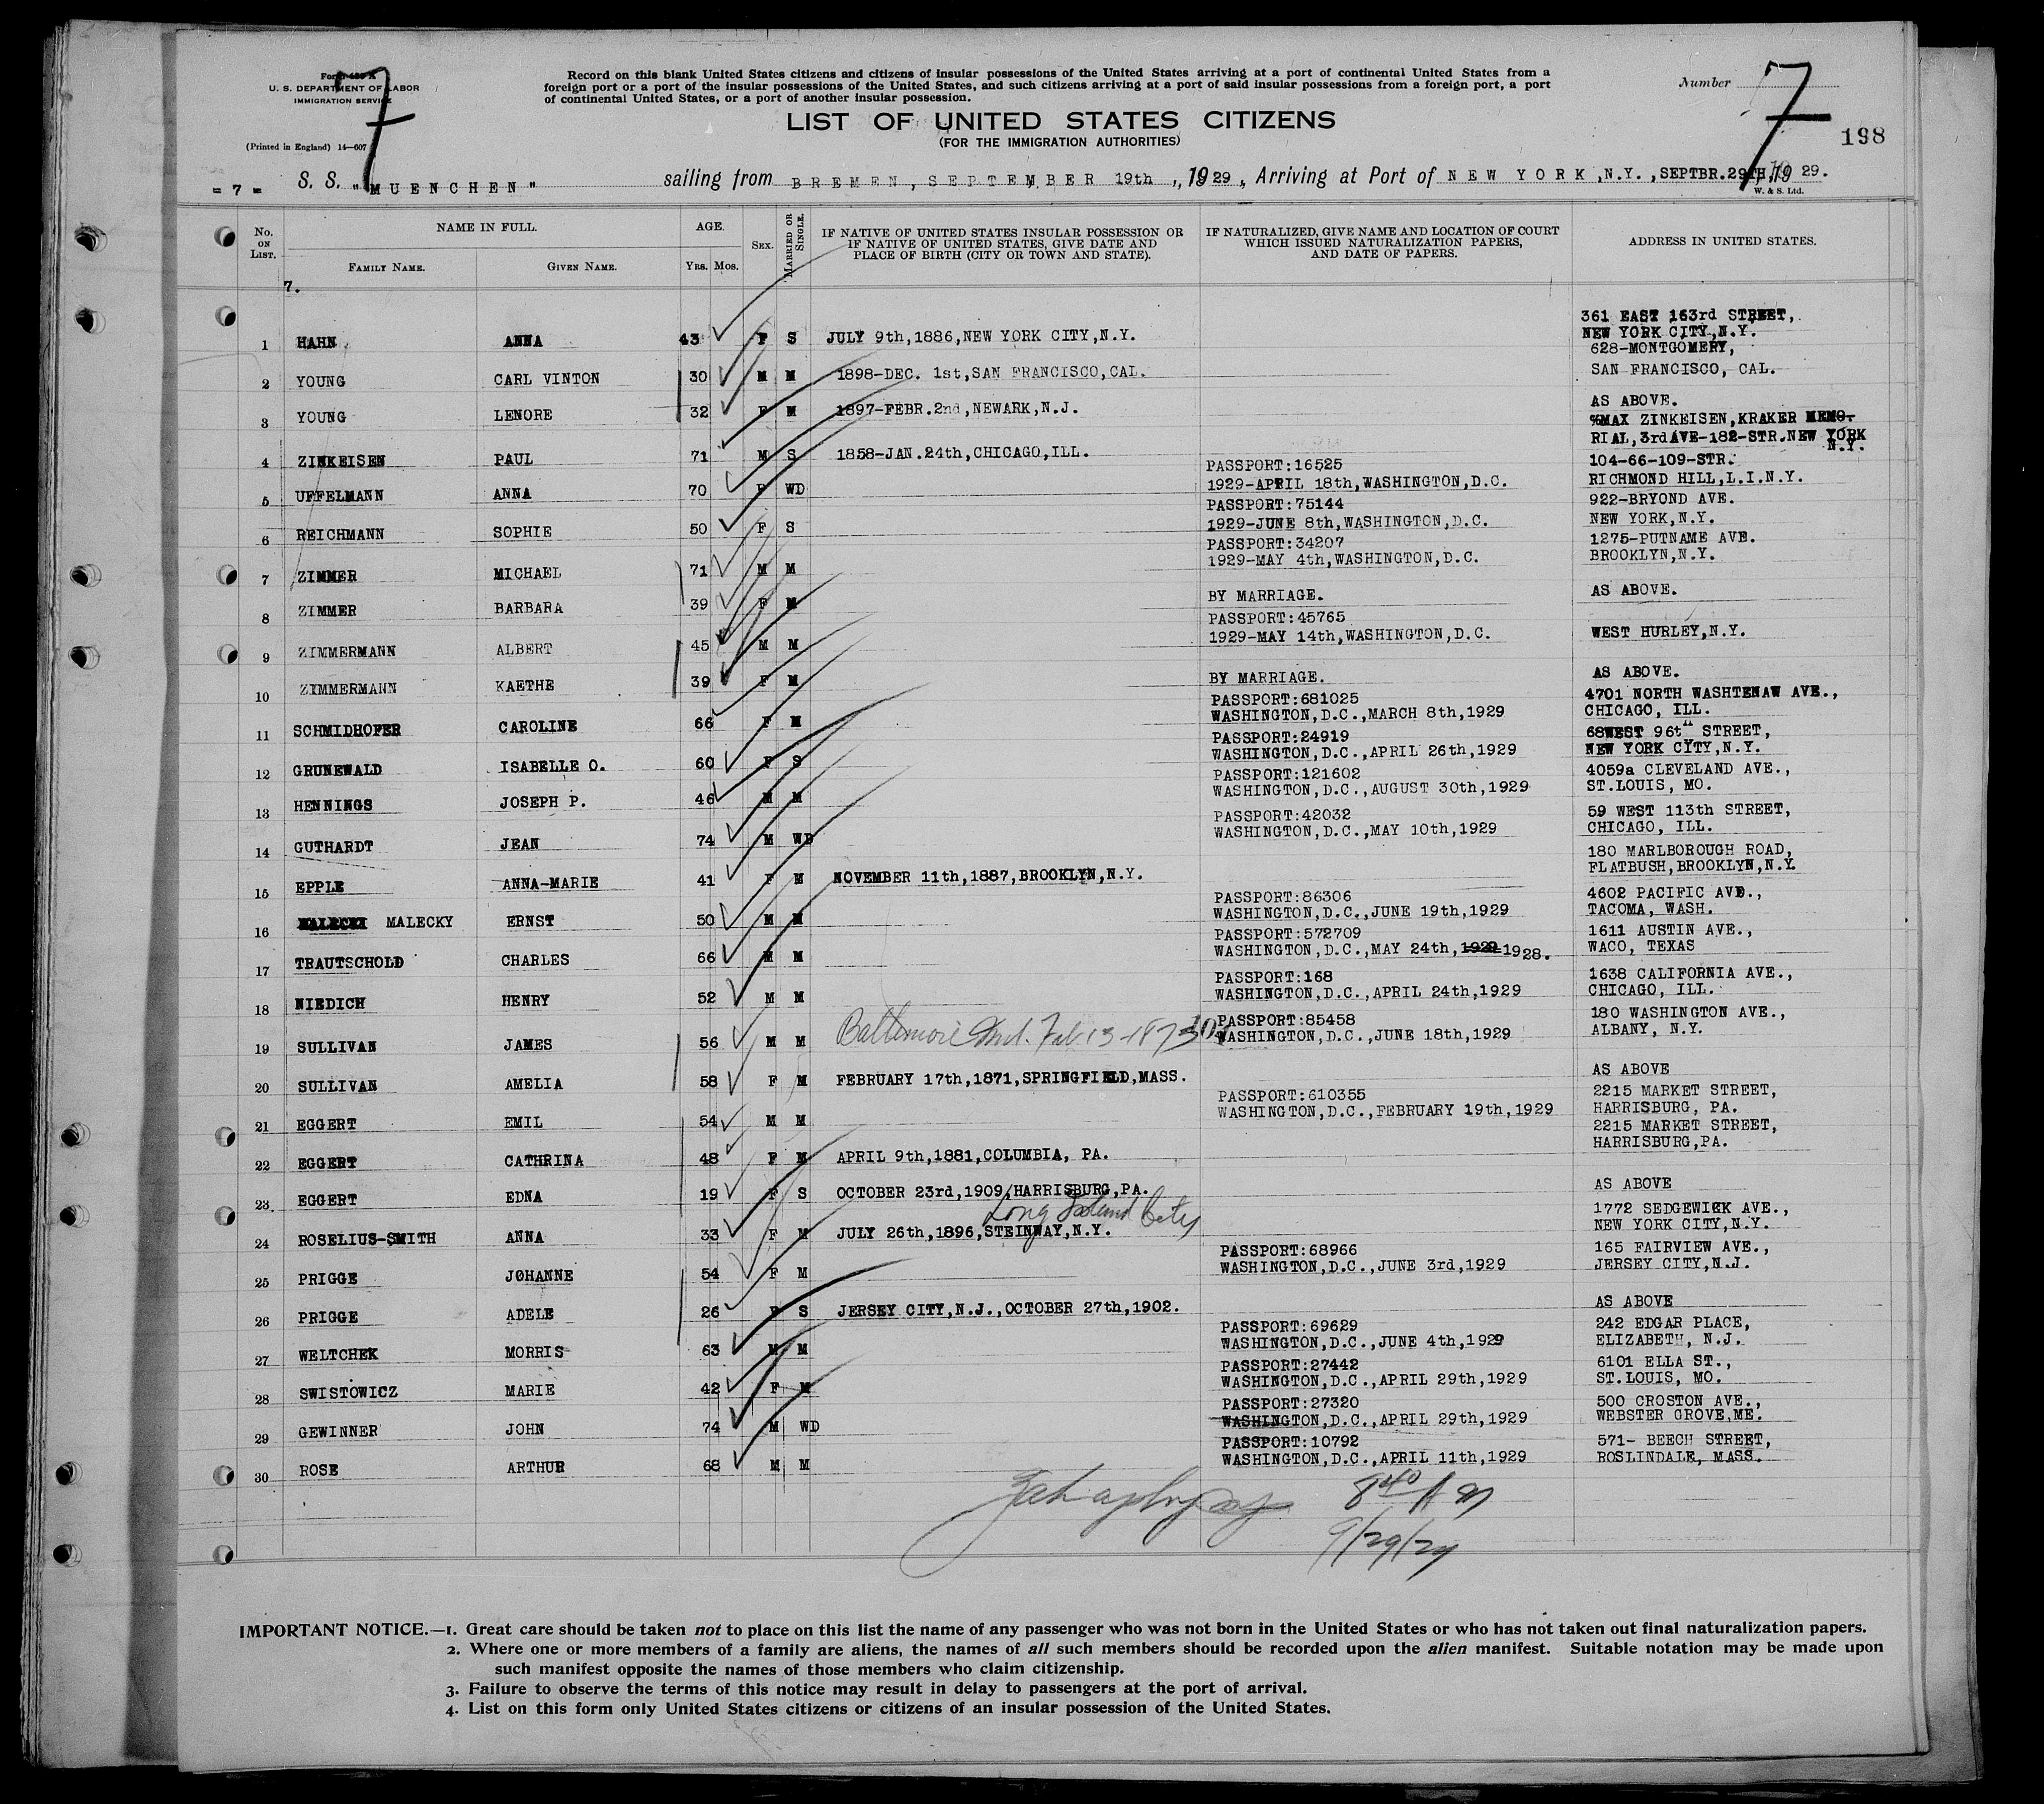 Form 630 A
U. S. DEPARTMENT OF LABOR
IMMIGRATION SERVICE
(Printed in England) 14—607
7
Record on this blank United States citizens and citizens of insular possessions of the United States arriving at a port of continental United States from a
foreign port or a port of the insular possessions of the United States, and such citizens arriving at a port of said insular possessions from a foreign port, a port
of continental United States, or a port of another insular possession.
Number 7
198
LIST OF UNITED STATES CITIZENS
(FOR THE IMMIGRATION AUTHORITIES)
= 7 = S. S. "MUENCHEN" sailing from BREMEN, SEPTEMBER 19th ., 19 29, Arriving at Port of NEW YORK, N.Y., SEPTBR. 29TH, 19 29.
W. & S. Ltd.
No. on List. NAME IN FULL. AGE. Sex. Married or Single. IF NATIVE OF UNITED STATES INSULAR POSSESSION OR IF NATIVE OF UNITED STATES, GIVE DATE AND PLACE OF BIRTH (CITY OR TOWN AND STATE). IF NATURALIZED, GIVE NAME AND LOCATION OF COURT WHICH ISSUED NATURALIZATION PAPERS, AND DATE OF PAPERS. ADDRESS IN UNITED STATES.
Family Name. Given Name. Yrs. Mos.
7.
361 EAST 163rd STREET,
1 HAHN ANNA 43 F S JULY 9th,1886,NEW YORK CITY,N.Y. NEW YORK CITY,N.Y.
628-MONTGOMERY,
2 YOUNG CARL VINTON 30 M M 1898-DEC. 1st,SAN FRANCISCO,CAL. SAN FRANCISCO, CAL.
3 YOUNG LENORE 32 F M 1897-FEBR.2nd,NEWARK,N.J. AS ABOVE.
%MAX ZINKEISEN,KRAKER MEMO-
RIAL,3rdAVE-182-STR.NEW YORK
N.Y.
4 ZINKEISEN PAUL 71 M S 1858-JAN.24th,CHICAGO,ILL.
PASSPORT:16525 104-66-109-STR.
5 UFFELMANN ANNA 70 F WD 1929-APRIL 18th,WASHINGTON,D.C. RICHMOND HILL,L.I.N.Y.
PASSPORT:75144 922-BRYOND AVE.
6 REICHMANN SOPHIE 50 F S 1929-JUNE 8th,WASHINGTON,D.C. NEW YORK,N.Y.
PASSPORT:34207 1275-PUTNAME AVE.
7 ZIMMER MICHAEL 71 M M 1929-MAY 4th,WASHINGTON,D.C. BROOKLYN,N.Y.
8 ZIMMER BARBARA 39 F M BY MARRIAGE. AS ABOVE.
PASSPORT:45765
9 ZIMMERMANN ALBERT 45 M M 1929-MAY 14th,WASHINGTON,D.C. WEST HURLEY,N.Y.
10 ZIMMERMANN KAETHE 39 F M BY MARRIAGE. AS ABOVE.
PASSPORT:681025 4701 NORTH WASHTENAW AVE.,
11 SCHMIDHOFER CAROLINE 66 F M WASHINGTON,D.C.,MARCH 8th,1929 CHICAGO, ILL.
PASSPORT:24919 68WEST 96th STREET,
12 GRUNEWALD ISABELLE O. 60 F S WASHINGTON,D.C.,APRIL 26th,1929 NEW YORK CITY,N.Y.
PASSPORT:121602 4059a CLEVELAND AVE.,
13 HENNINGS JOSEPH P. 46 M M WASHINGTON,D.C.,AUGUST 30th,1929 ST.LOUIS, MO.
PASSPORT:42032 59 WEST 113th STREET,
14 GUTHARDT JEAN 74 M WD WASHINGTON,D.C.,MAY 10th,1929 CHICAGO, ILL.
180 MARLBOROUGH ROAD,
15 EPPLE ANNA-MARIE 41 F M NOVEMBER 11th,1887,BROOKLYN,N.Y. FLATBUSH,BROOKLYN,N.Y.
PASSPORT:86306 4602 PACIFIC AVE.,
16 MALECKI MALECKY ERNST 50 M M WASHINGTON,D.C.,JUNE 19th,1929 TACOMA, WASH.
PASSPORT:572709 1611 AUSTIN AVE.,
17 TRAUTSCHOLD CHARLES 66 M M WASHINGTON,D.C.,MAY 24th,1929 1928. WACO, TEXAS
PASSPORT:168 1638 CALIFORNIA AVE.,
18 NIEDICH HENRY 52 M M WASHINGTON,D.C.,APRIL 24th,1929 CHICAGO, ILL.
PASSPORT:85458 180 WASHINGTON AVE.,
19 SULLIVAN JAMES 56 M M Baltimore Md. Feb. 13-1873 WASHINGTON,D.C.,JUNE 18th,1929 ALBANY, N.Y.
20 SULLIVAN AMELIA 58 F M FEBRUARY 17th,1871,SPRINGFIELD,MASS. AS ABOVE
PASSPORT:610355 2215 MARKET STREET,
21 EGGERT EMIL 54 M M WASHINGTON,D.C.,FEBRUARY 19th,1929 HARRISBURG, PA.
2215 MARKET STREET,
22 EGGERT CATHRINA 48 F M APRIL 9th,1881,COLUMBIA, PA. HARRISBURG,PA.
23 EGGERT EDNA 19 F S OCTOBER 23rd,1909,HARRISBURG,PA. AS ABOVE
Long Island City 1772 SEDGEWICK AVE.,
24 ROSELIUS-SMITH ANNA 33 F M JULY 26th,1896,STEINWAY,N.Y. NEW YORK CITY,N.Y.
PASSPORT:68966 165 FAIRVIEW AVE.,
25 PRIGGE JOHANNE 54 F M WASHINGTON,D.C.,JUNE 3rd,1929 JERSEY CITY,N.J.
26 PRIGGE ADELE 26 F S JERSEY CITY,N.J.,OCTOBER 27th,1902. AS ABOVE
PASSPORT:69629 242 EDGAR PLACE,
27 WELTCHEK MORRIS 63 M M WASHINGTON,D.C.,JUNE 4th,1929 ELIZABETH, N.J.
PASSPORT:27442 6101 ELLA ST.,
28 SWISTOWICZ MARIE 42 F M WASHINGTON,D.C.,APRIL 29th,1929 ST.LOUIS, MO.
PASSPORT:27320 500 CROSTON AVE.,
29 GEWINNER JOHN 74 M WD WASHINGTON,D.C.,APRIL 29th,1929 WEBSTER GROVE,ME.
PASSPORT:10792 571- BEECH STREET,
30 ROSE ARTHUR 68 M M WASHINGTON,D.C.,APRIL 11th,1929 ROSLINDALE, MASS.
8 40 A M
9/29/29
IMPORTANT NOTICE.—1. Great care should be taken not to place on this list the name of any passenger who was not born in the United States or who has not taken out final naturalization papers.
2. Where one or more members of a family are aliens, the names of all such members should be recorded upon the alien manifest. Suitable notation may be made upon
such manifest opposite the names of those members who claim citizenship.
3. Failure to observe the terms of this notice may result in delay to passengers at the port of arrival.
4. List on this form only United States citizens or citizens of an insular possession of the United States.